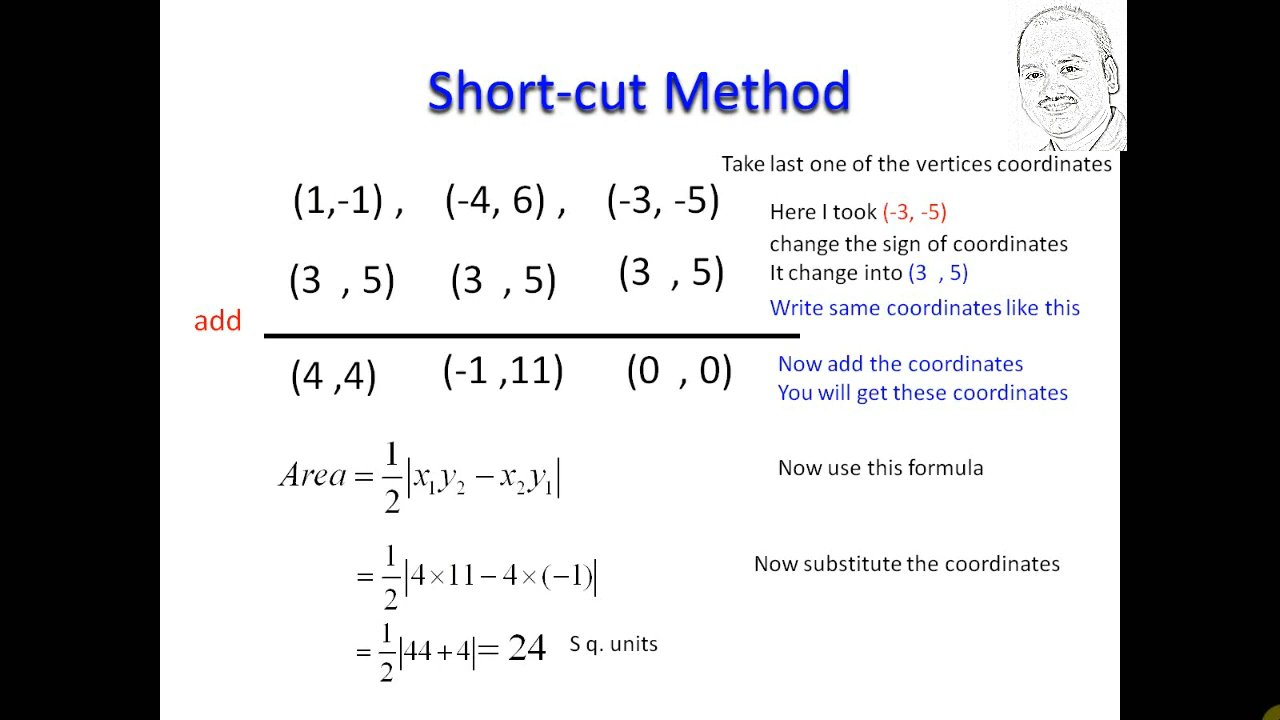 Short-cut Method
Take last one of the vertices coordinates
(1,-1) , (-4, 6) , (-3, -5)
Here I took (-3, -5)
change the sign of coordinates
(3 , 5) (3 , 5) (3 , 5)
It change into (3 , 5)
Write same coordinates like this
add
(4 ,4) (-1 ,11) (0 , 0)
Now add the coordinates
You will get these coordinates
Area = 1/2 |x₁y₂ − x₂y₁|
Now use this formula
= 1/2 |4×11 − 4×(−1)|
Now substitute the coordinates
= 1/2 |44 + 4| = 24 S q. units